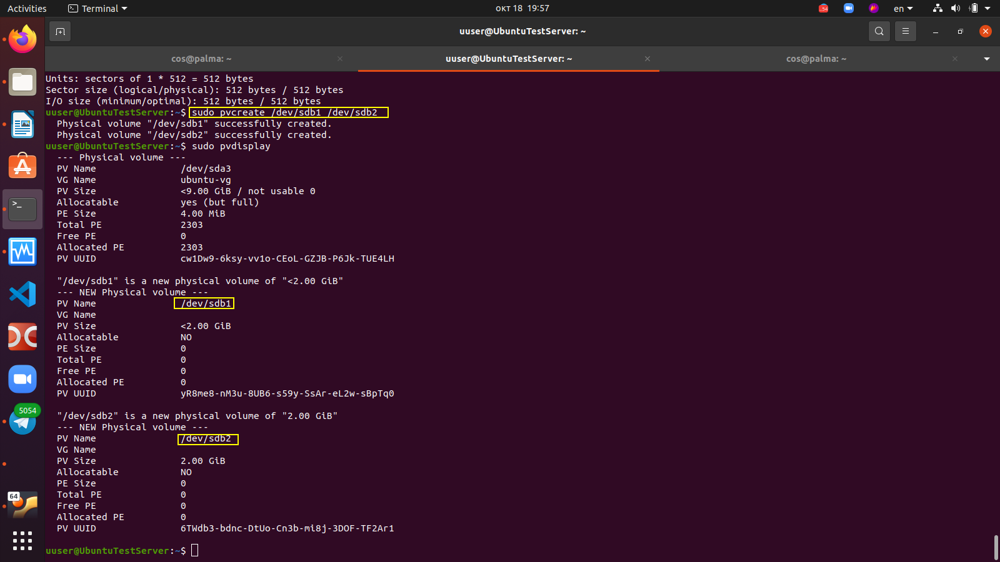 Activities
Terminal
окт 18 19:57
54
en
uuser@UbuntuTestServer: ~
cos@palma: ~
uuser@UbuntuTestServer: ~
cos@palma: ~
Units: sectors of 1 * 512 = 512 bytes
Sector size (logical/physical): 512 bytes / 512 bytes
I/O size (minimum/optimal): 512 bytes / 512 bytes
uuser@UbuntuTestServer:~$ sudo pvcreate /dev/sdb1 /dev/sdb2
Physical volume "/dev/sdb1" successfully created.
Physical volume "/dev/sdb2" successfully created.
uuser@UbuntuTestServer:~$ sudo pvdisplay
--- Physical volume ---
PV Name /dev/sda3
VG Name ubuntu-vg
PV Size <9.00 GiB / not usable 0
Allocatable yes (but full)
PE Size 4.00 MiB
Total PE 2303
Free PE 0
Allocated PE 2303
PV UUID cw1Dw9-6ksy-vv1o-CEoL-GZJB-P6Jk-TUE4LH
"/dev/sdb1" is a new physical volume of "<2.00 GiB"
--- NEW Physical volume ---
PV Name /dev/sdb1
VG Name
PV Size <2.00 GiB
Allocatable NO
PE Size 0
Total PE 0
Free PE 0
Allocated PE 0
PV UUID yR8me8-nM3u-8UB6-s59y-SsAr-eL2w-sBpTq0
"/dev/sdb2" is a new physical volume of "2.00 GiB"
--- NEW Physical volume ---
PV Name /dev/sdb2
VG Name
PV Size 2.00 GiB
Allocatable NO
PE Size 0
Total PE 0
Free PE 0
Allocated PE 0
PV UUID 6TWdb3-bdnc-DtUo-Cn3b-mi8j-3DOF-TF2Ar1
uuser@UbuntuTestServer:~$
>_
5054
64